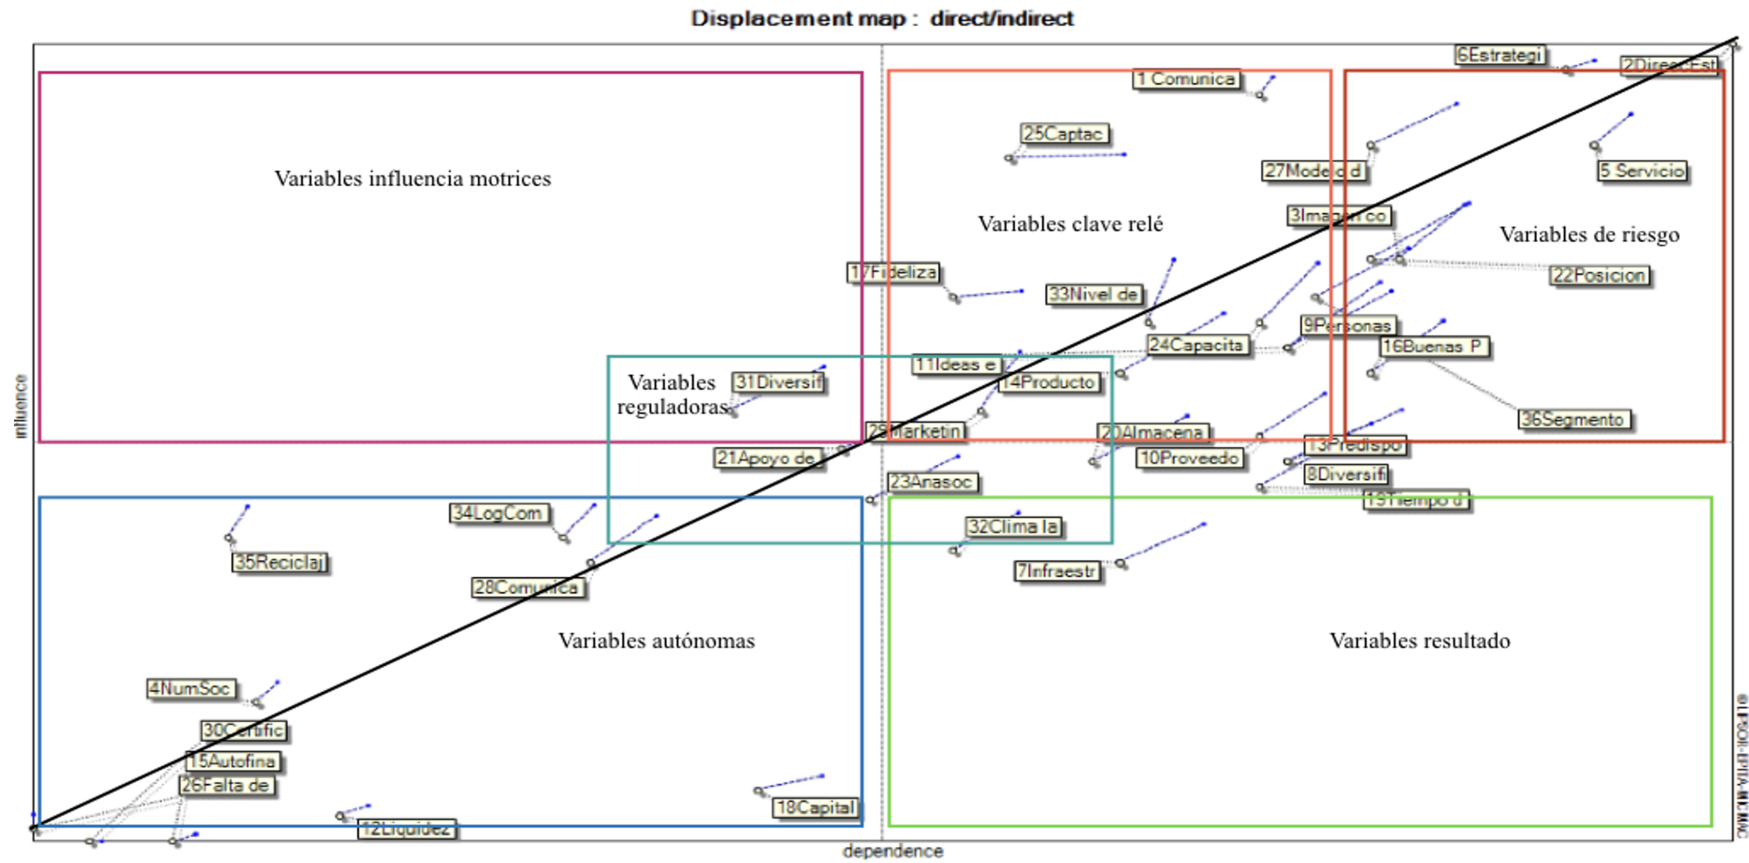 Displacement map : direct/indirect
6Estrategi
2DireccEst
1 Comunica
25Captac
27Modelo d
5 Servicio
Variables influencia motrices
3Imagen co
Variables clave relé
Variables de riesgo
17Fideliza
22Posicion
33Nivel de
9Personas
24Capacita
16Buenas P
11Ideas e
14Producto
31Diversif
Variables
reguladoras
36Segmento
29Marketin
20Almacena
13Predispo
21Apoyo de
10Proveedo
8Diversifi
23Anasoc
19Tiempo d
34LogCom
32Clima la
35Reciclaj
7Infraestr
28Comunica
Variables autónomas
Variables resultado
4NumSoc
30Certific
15Autofina
26Falta de
18Capital
12Liquidez
influence
dependence
©LIPSOR-EPITA-MICMAC